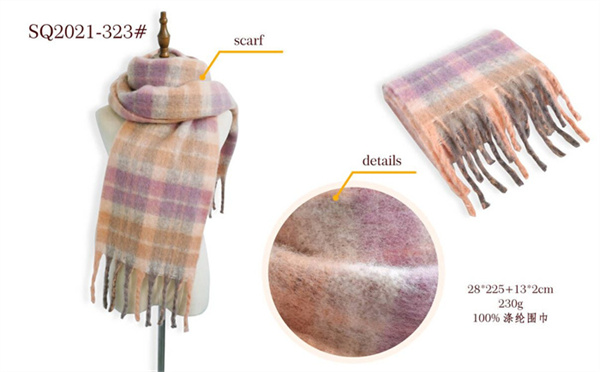 SQ2021-323#
scarf
details
28*225+13*2cm
230g
100% 涤纶围巾